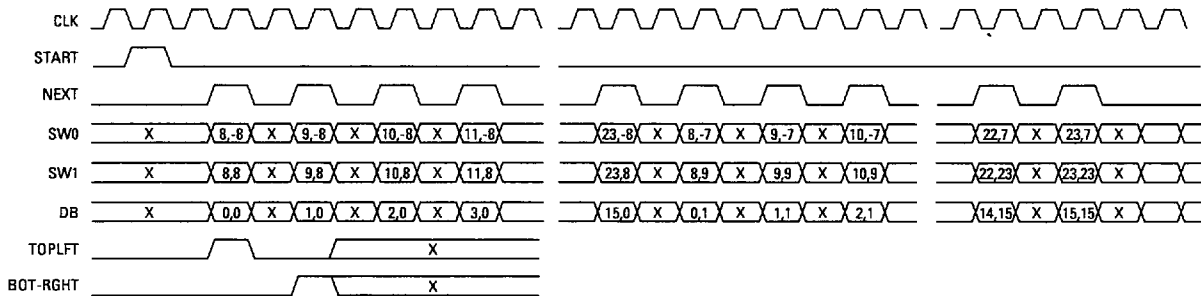 CLK
START
NEXT
SW0 X 8,-8 X 9,-8 X 10,-8 X 11,-8 23,-8 X 8,-7 X 9,-7 X 10,-7 22,7 X 23,7 X
SW1 X 8,8 X 9,8 X 10,8 X 11,8 23,8 X 8,9 X 9,9 X 10,9 22,23 X 23,23 X
DB X 0,0 X 1,0 X 2,0 X 3,0 15,0 X 0,1 X 1,1 X 2,1 14,15 X 15,15 X
TOPLFT X
BOT-RGHT X